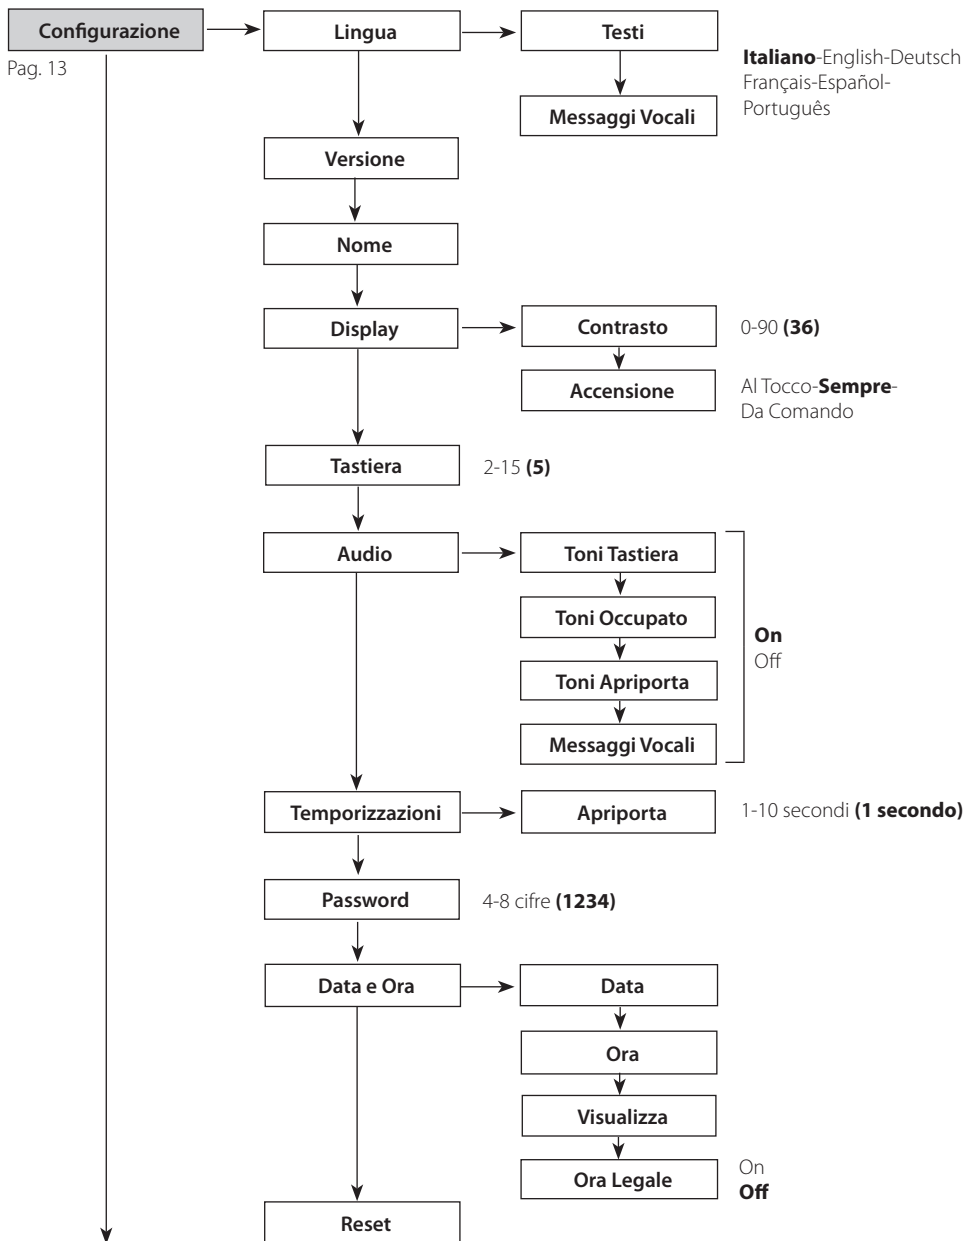 Configurazione
Lingua
Testi
Pag. 13
Italiano-English-Deutsch
Français-Español-
Português
Messaggi Vocali
Versione
Nome
Display
Contrasto
0-90 (36)
Accensione
Al Tocco-Sempre-
Da Comando
Tastiera
2-15 (5)
Audio
Toni Tastiera
Toni Occupato
Toni Apriporta
Messaggi Vocali
On
Off
Temporizzazioni
Apriporta
1-10 secondi (1 secondo)
Password
4-8 cifre (1234)
Data e Ora
Data
Ora
Visualizza
Ora Legale
On
Off
Reset